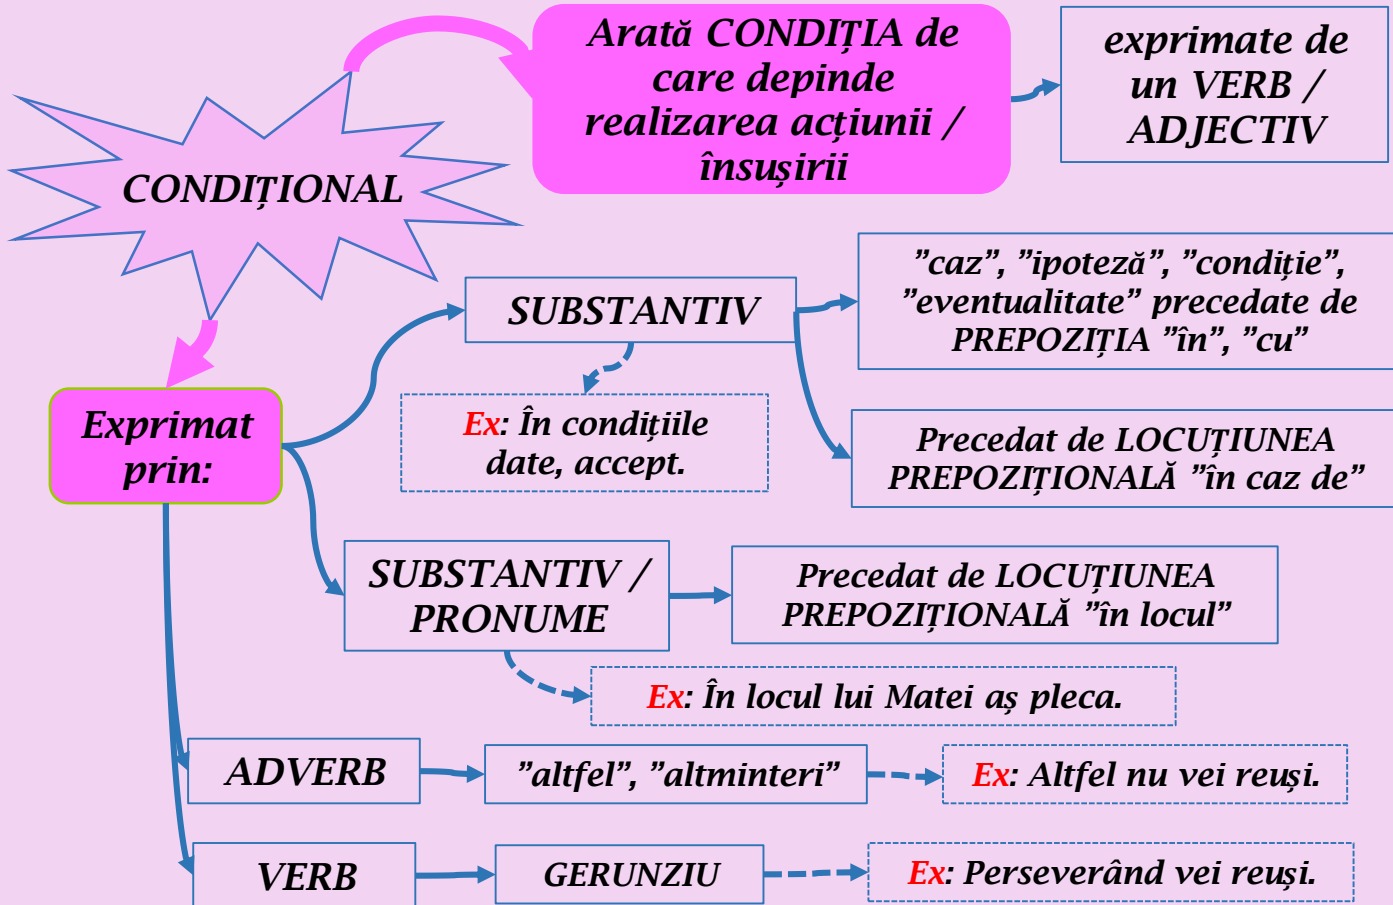 CONDIȚIONAL
Arată CONDIȚIA de
care depinde
realizarea acțiunii /
însușirii
exprimate de
un VERB /
ADJECTIV
Exprimat
prin:
SUBSTANTIV
”caz”, ”ipoteză”, ”condiție”,
”eventualitate” precedate de
PREPOZIȚIA ”în”, ”cu”
Ex: În condițiile
date, accept.
Precedat de LOCUȚIUNEA
PREPOZIȚIONALĂ ”în caz de”
SUBSTANTIV /
PRONUME
Precedat de LOCUȚIUNEA
PREPOZIȚIONALĂ ”în locul”
Ex: În locul lui Matei aș pleca.
ADVERB
”altfel”, ”altminteri”
Ex: Altfel nu vei reuși.
VERB
GERUNZIU
Ex: Perseverând vei reuși.